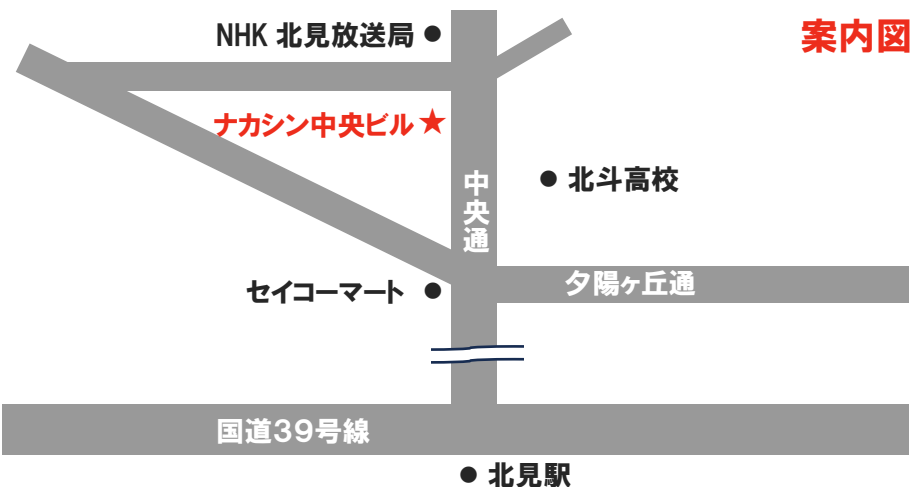 NHK 北見放送局
案内図
ナカシン中央ビル
北斗高校
中央通
セイコーマート
夕陽ヶ丘通
国道39号線
北見駅